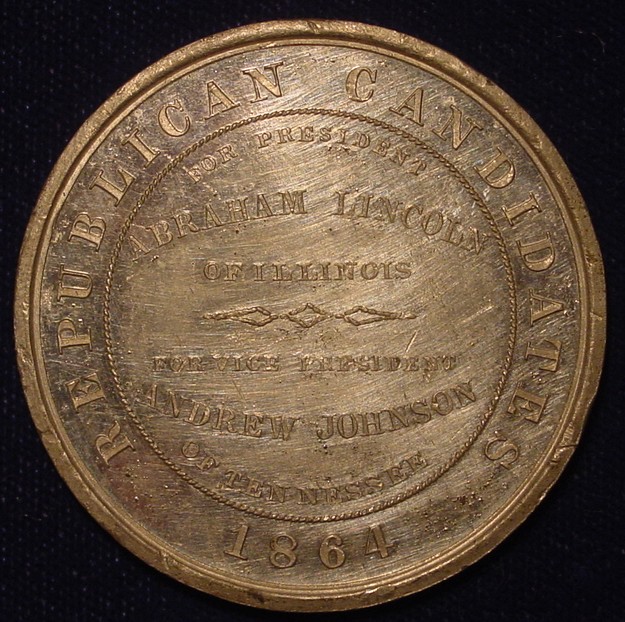 REPUBLICAN CANDIDATES
FOR PRESIDENT
ABRAHAM LINCOLN
OF ILLINOIS
FOR VICE PRESIDENT
ANDREW JOHNSON
OF TENNESSEE
1864